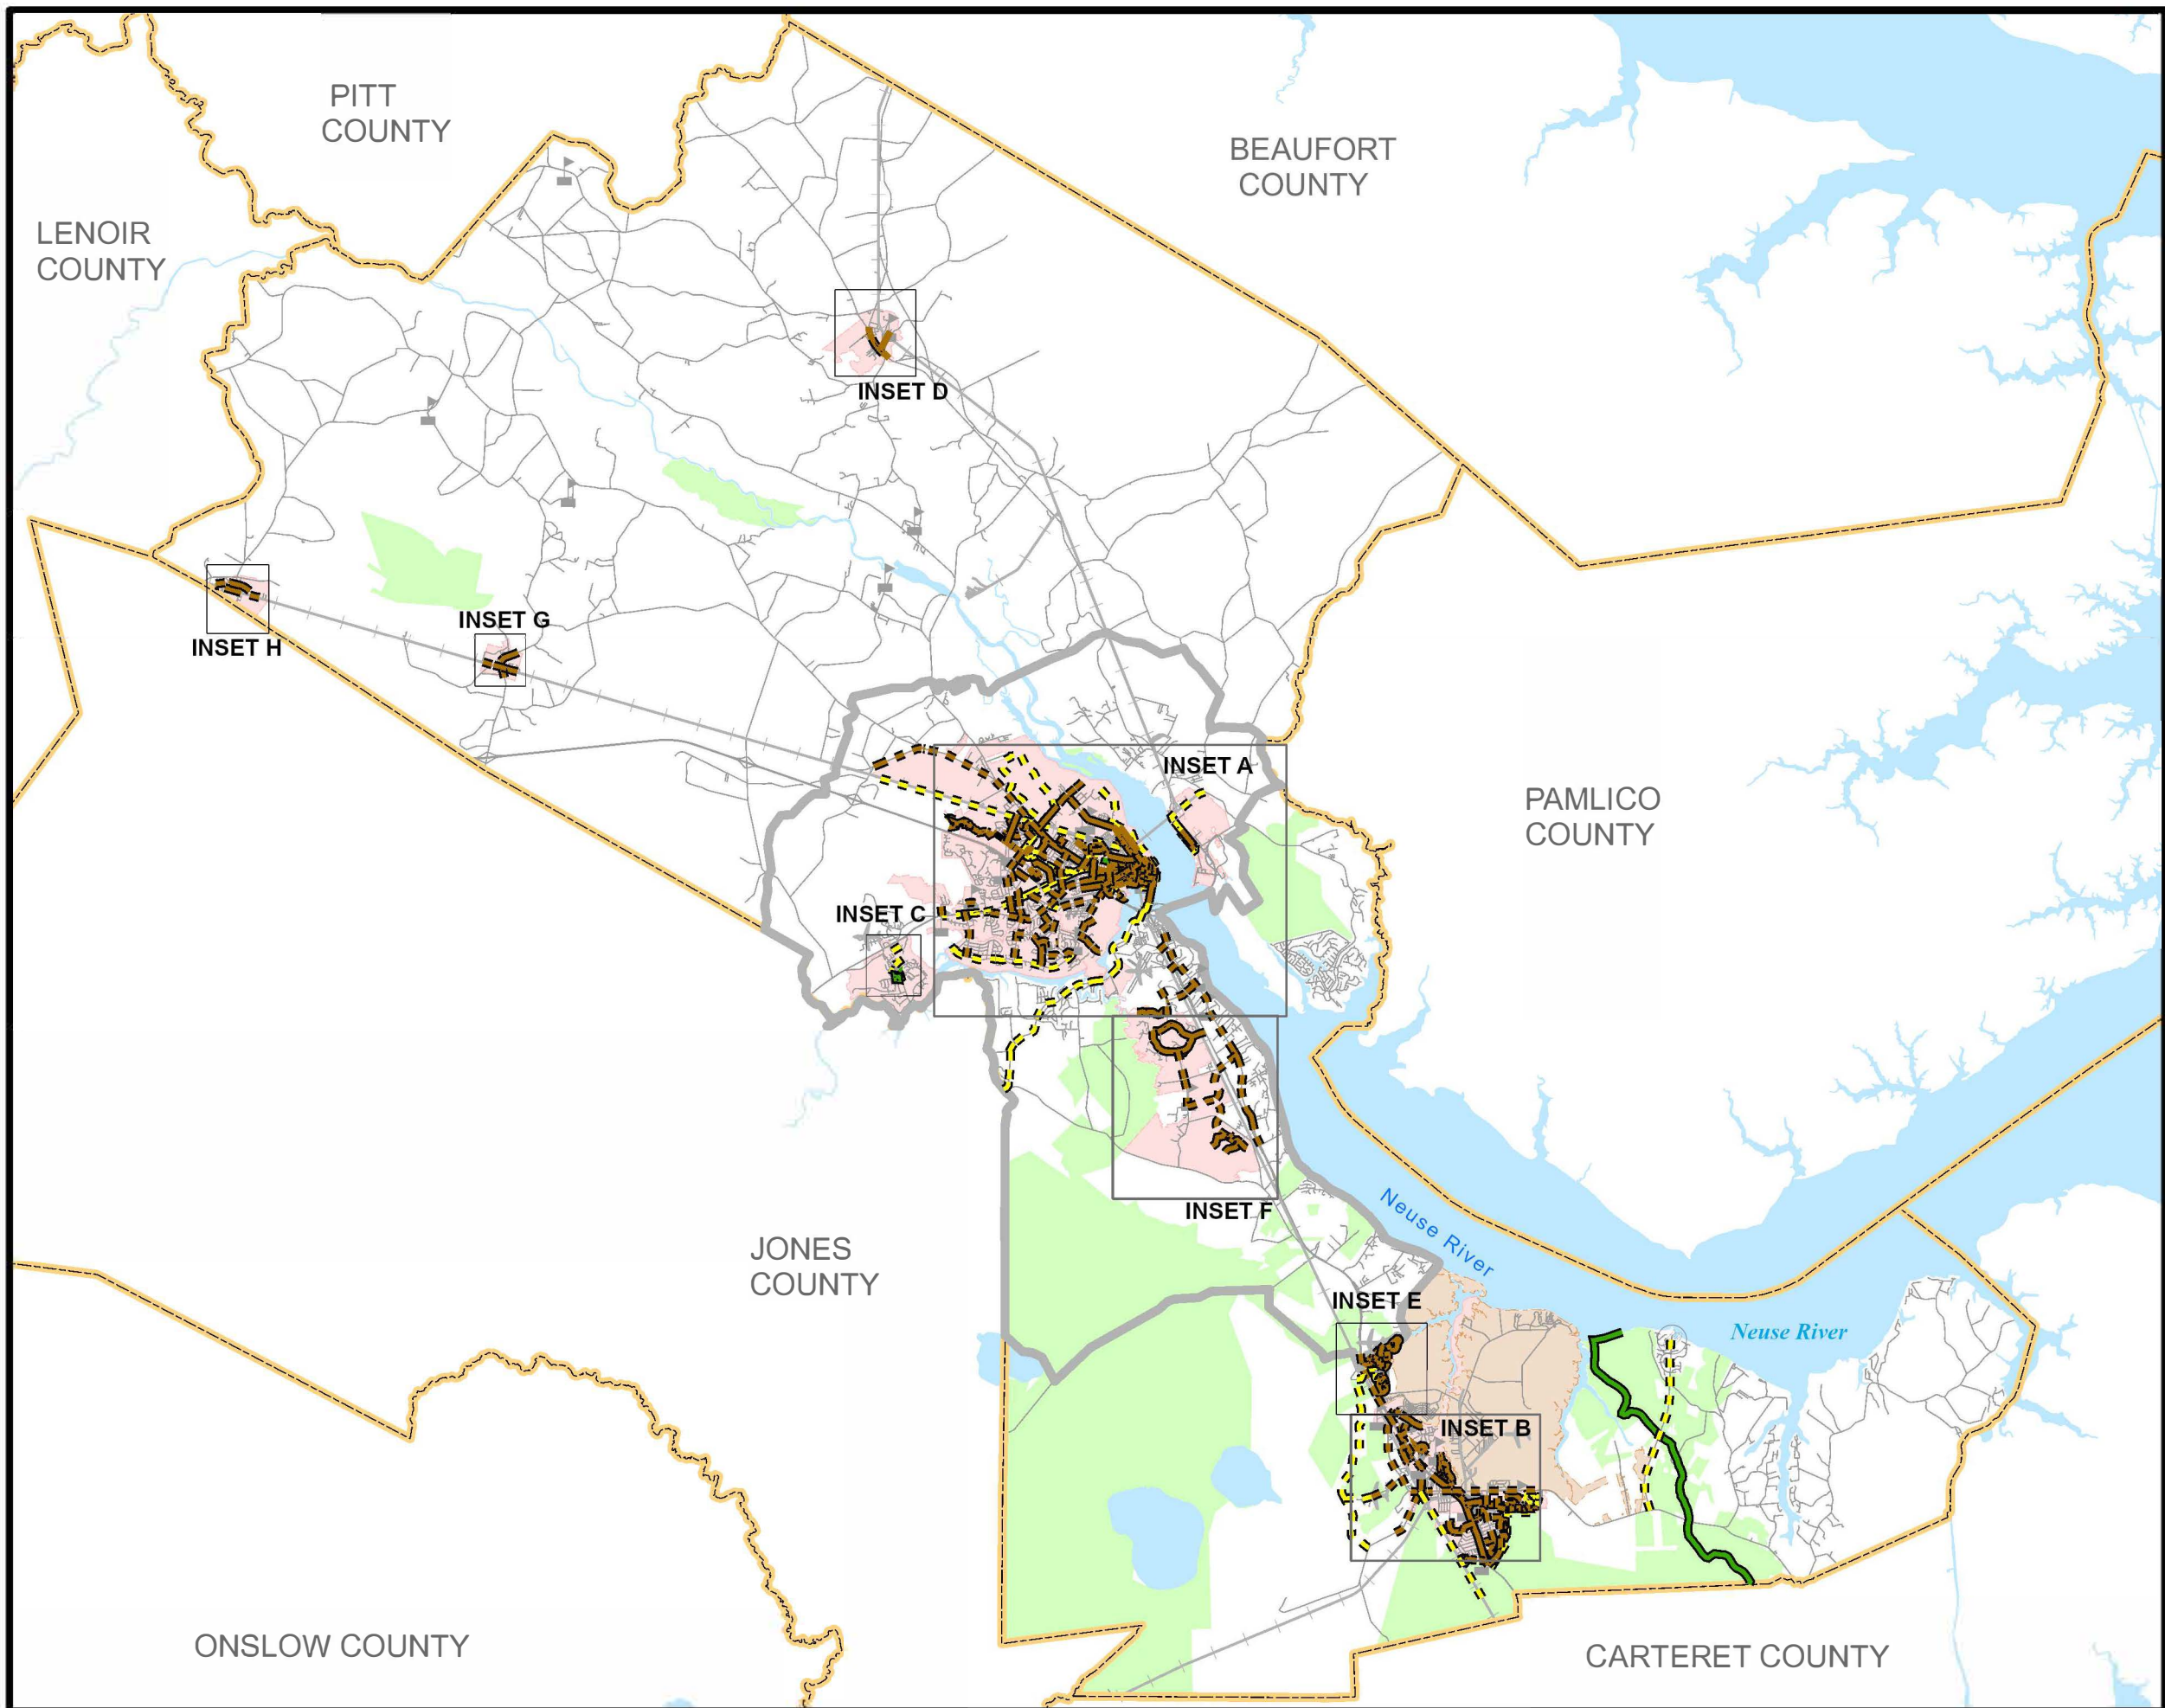 PITT
COUNTY
BEAUFORT
COUNTY
LENOIR
COUNTY
INSET D
INSET G
INSET H
INSET A
PAMLICO
COUNTY
INSET C
INSET F
Neuse River
JONES
COUNTY
INSET E
Neuse River
INSET B
ONSLOW COUNTY
CARTERET COUNTY